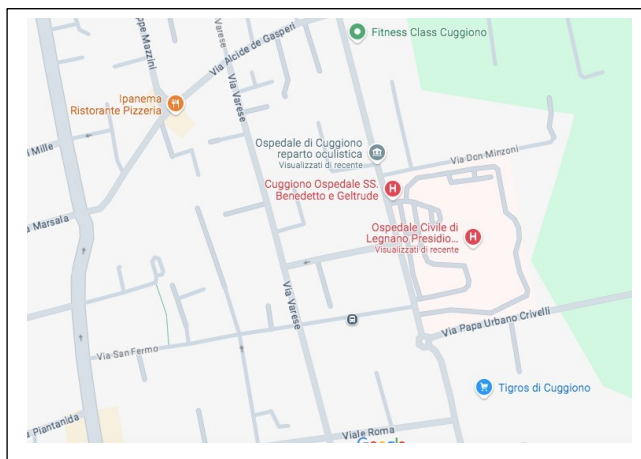 Fitness Class Cuggiono
Via Alcide de Gasperi
Varese
ppe Mazzini
Via Varese
Ipanema
Ristorante Pizzeria
i Mille
Ospedale di Cuggiono
reparto oculistica
Visualizzati di recente
Via Don Minzoni
Cuggiono Ospedale SS.
Benedetto e Geltrude
H
a Marsala
Ospedale Civile di
Legnano Presidio...
Visualizzati di recente
H
Via Varese
Via Papa Urbano Crivelli
Via San Fermo
Tigros di Cuggiono
a Piantanida
Viale Roma
Google